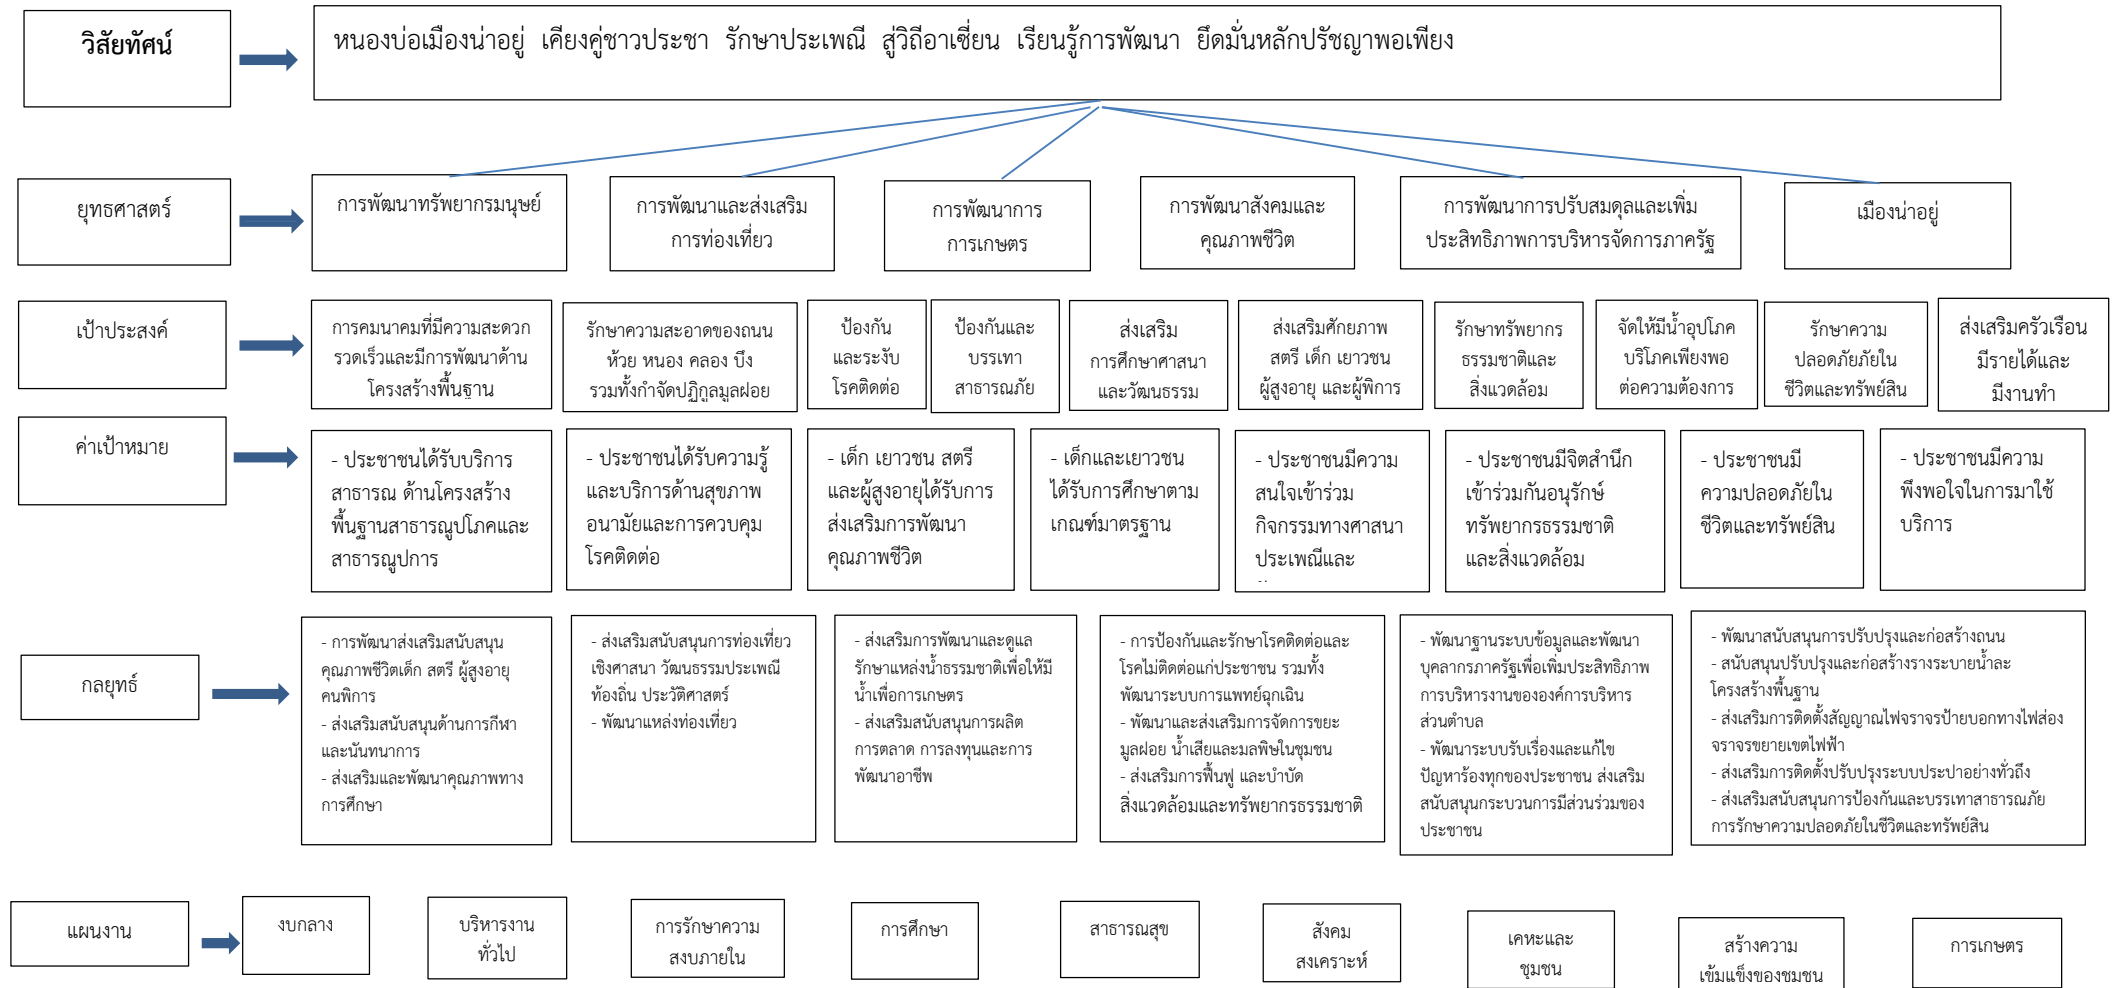 วิสัยทัศน์
หนองบ่อเมืองน่าอยู่ เคียงคู่ชาวประชา รักษาประเพณี สู่วิถีอาเซี่ยน เรียนรู้การพัฒนา ยึดมั่นหลักปรัชญาพอเพียง
ยุทธศาสตร์
การพัฒนาทรัพยากรมนุษย์
การพัฒนาและส่งเสริม
การท่องเที่ยว
การพัฒนาการ
การเกษตร
การพัฒนาสังคมและ
คุณภาพชีวิต
การพัฒนาการปรับสมดุลและเพิ่ม
ประสิทธิภาพการบริหารจัดการภาครัฐ
เมืองน่าอยู่
เป้าประสงค์
การคมนาคมที่มีความสะดวก
รวดเร็วและมีการพัฒนาด้าน
โครงสร้างพื้นฐาน
รักษาความสะอาดของถนน
ห้วย หนอง คลอง บึง
รวมทั้งกำจัดปฏิกูลมูลฝอย
ป้องกัน
และระงับ
โรคติดต่อ
ป้องกันและ
บรรเทา
สาธารณภัย
ส่งเสริม
การศึกษาศาสนา
และวัฒนธรรม
ส่งเสริมศักยภาพ
สตรี เด็ก เยาวชน
ผู้สูงอายุ และผู้พิการ
รักษาทรัพยากร
ธรรมชาติและ
สิ่งแวดล้อม
จัดให้มีน้ำอุปโภค
บริโภคเพียงพอ
ต่อความต้องการ
รักษาความ
ปลอดภัยภัยใน
ชีวิตและทรัพย์สิน
ส่งเสริมครัวเรือน
มีรายได้และ
มีงานทำ
ค่าเป้าหมาย
- ประชาชนได้รับบริการ
สาธารณ ด้านโครงสร้าง
พื้นฐานสาธารณูปโภคและ
สาธารณูปการ
- ประชาชนได้รับความรู้
และบริการด้านสุขภาพ
อนามัยและการควบคุม
โรคติดต่อ
- เด็ก เยาวชน สตรี
และผู้สูงอายุได้รับการ
ส่งเสริมการพัฒนา
คุณภาพชีวิต
- เด็กและเยาวชน
ได้รับการศึกษาตาม
เกณฑ์มาตรฐาน
- ประชาชนมีความ
สนใจเข้าร่วม
กิจกรรมทางศาสนา
ประเพณีและ
- ประชาชนมีจิตสำนึก
เข้าร่วมกันอนุรักษ์
ทรัพยากรธรรมชาติ
และสิ่งแวดล้อม
- ประชาชนมี
ความปลอดภัยใน
ชีวิตและทรัพย์สิน
- ประชาชนมีความ
พึงพอใจในการมาใช้
บริการ
กลยุทธ์
- การพัฒนาส่งเสริมสนับสนุน
คุณภาพชีวิตเด็ก สตรี ผู้สูงอายุ
คนพิการ
- ส่งเสริมสนับสนุนด้านการกีฬา
และนันทนาการ
- ส่งเสริมและพัฒนาคุณภาพทาง
การศึกษา
- ส่งเสริมสนับสนุนการท่องเที่ยว
เชิงศาสนา วัฒนธรรมประเพณี
ท้องถิ่น ประวัติศาสตร์
- พัฒนาแหล่งท่องเที่ยว
- ส่งเสริมการพัฒนาและดูแล
รักษาแหล่งน้ำธรรมชาติเพื่อให้มี
น้ำเพื่อการเกษตร
- ส่งเสริมสนับสนุนการผลิต
การตลาด การลงทุนและการ
พัฒนาอาชีพ
- การป้องกันและรักษาโรคติดต่อและ
โรคไม่ติดต่อแก่ประชาชน รวมทั้ง
พัฒนาระบบการแพทย์ฉุกเฉิน
- พัฒนาและส่งเสริมการจัดการขยะ
มูลฝอย น้ำเสียและมลพิษในชุมชน
- ส่งเสริมการฟื้นฟู และบำบัด
สิ่งแวดล้อมและทรัพยากรธรรมชาติ
- พัฒนาฐานระบบข้อมูลและพัฒนา
บุคลากรภาครัฐเพื่อเพิ่มประสิทธิภาพ
การบริหารงานขององค์การบริหาร
ส่วนตำบล
- พัฒนาระบบรับเรื่องและแก้ไข
ปัญหาร้องทุกของประชาชน ส่งเสริม
สนับสนุนกระบวนการมีส่วนร่วมของ
ประชาชน
- พัฒนาสนับสนุนการปรับปรุงและก่อสร้างถนน
- สนับสนุนปรับปรุงและก่อสร้างรางระบายน้ำละ
โครงสร้างพื้นฐาน
- ส่งเสริมการติดตั้งสัญญาณไฟจราจรป้ายบอกทางไฟส่อง
จราจรขยายเขตไฟฟ้า
- ส่งเสริมการติดตั้งปรับปรุงระบบประปาอย่างทั่วถึง
- ส่งเสริมสนับสนุนการป้องกันและบรรเทาสาธารณภัย
การรักษาความปลอดภัยในชีวิตและทรัพย์สิน
แผนงาน
งบกลาง
บริหารงาน
ทั่วไป
การรักษาความ
สงบภายใน
การศึกษา
สาธารณสุข
สังคม
สงเคราะห์
เคหะและ
ชุมชน
สร้างความ
เข้มแข็งของชุมชน
การเกษตร